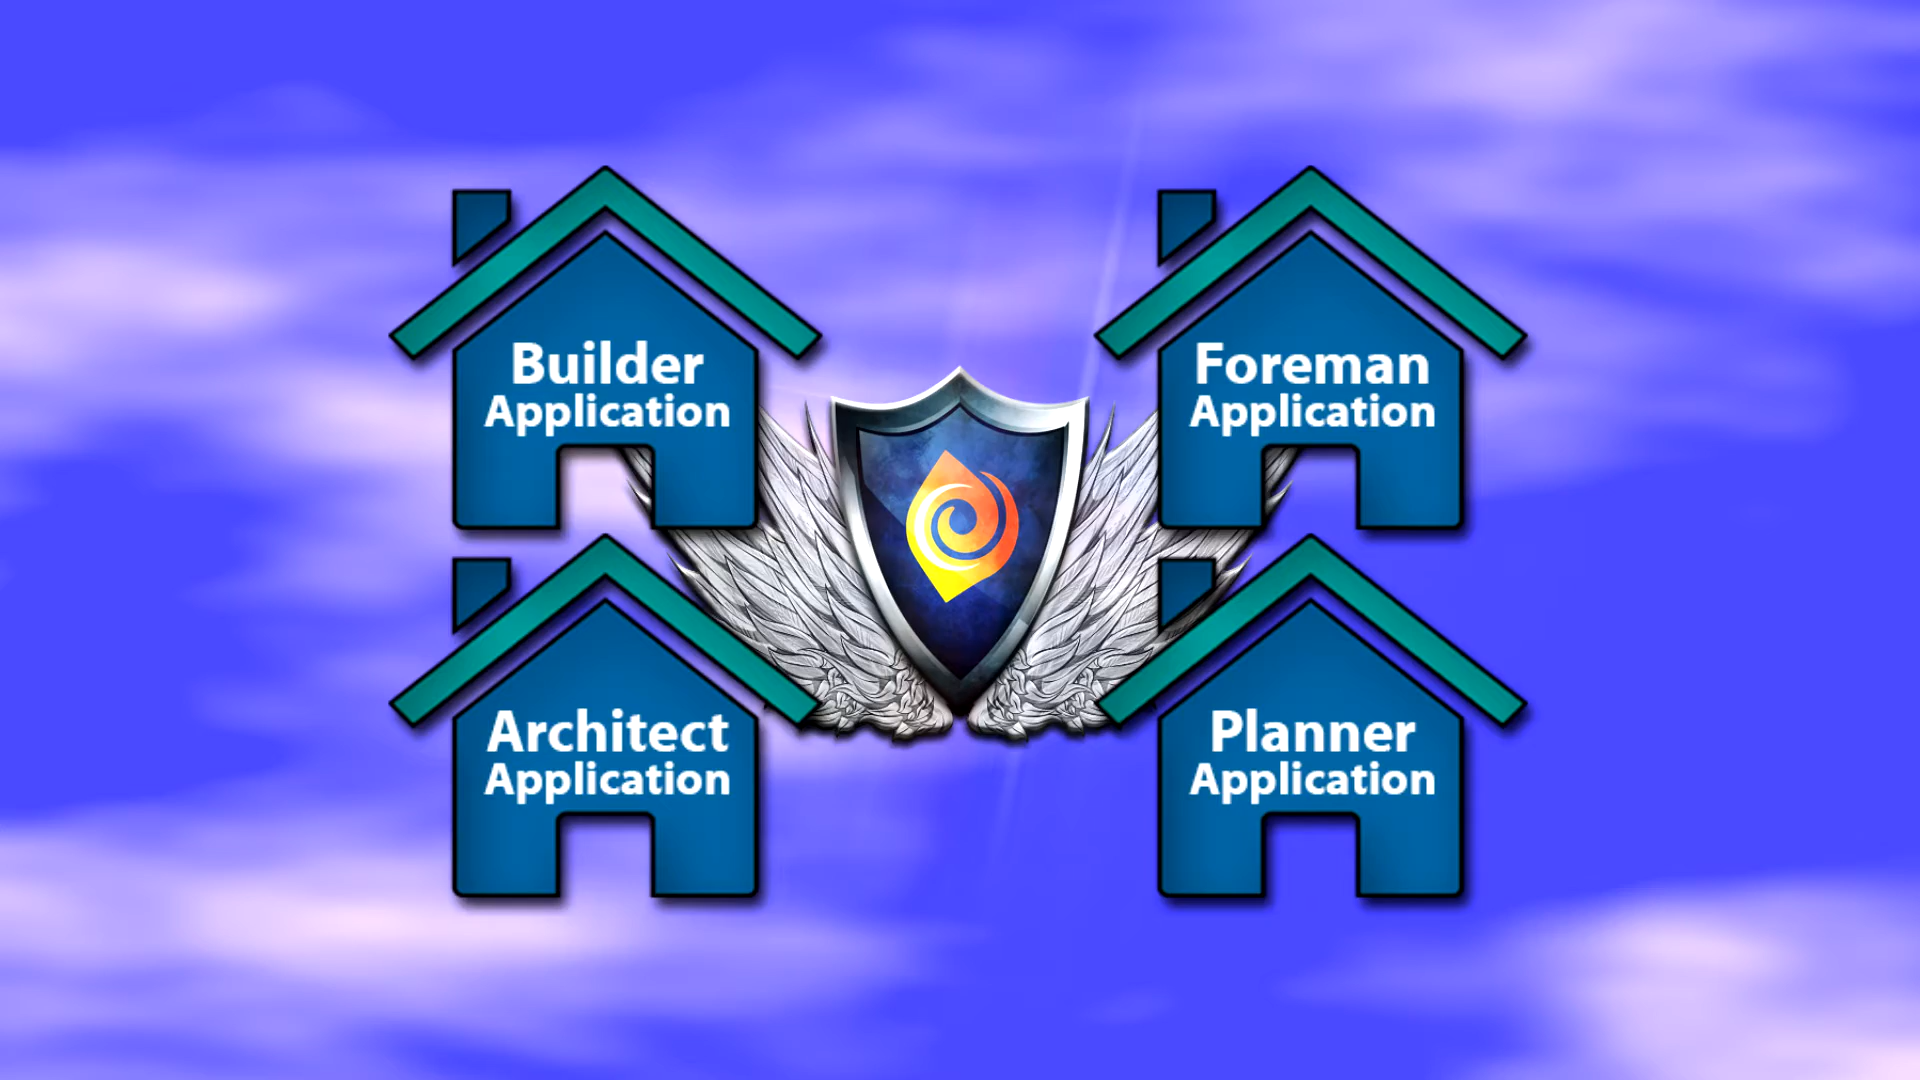 Builder
Application
Foreman
Application
Architect
Application
Planner
Application